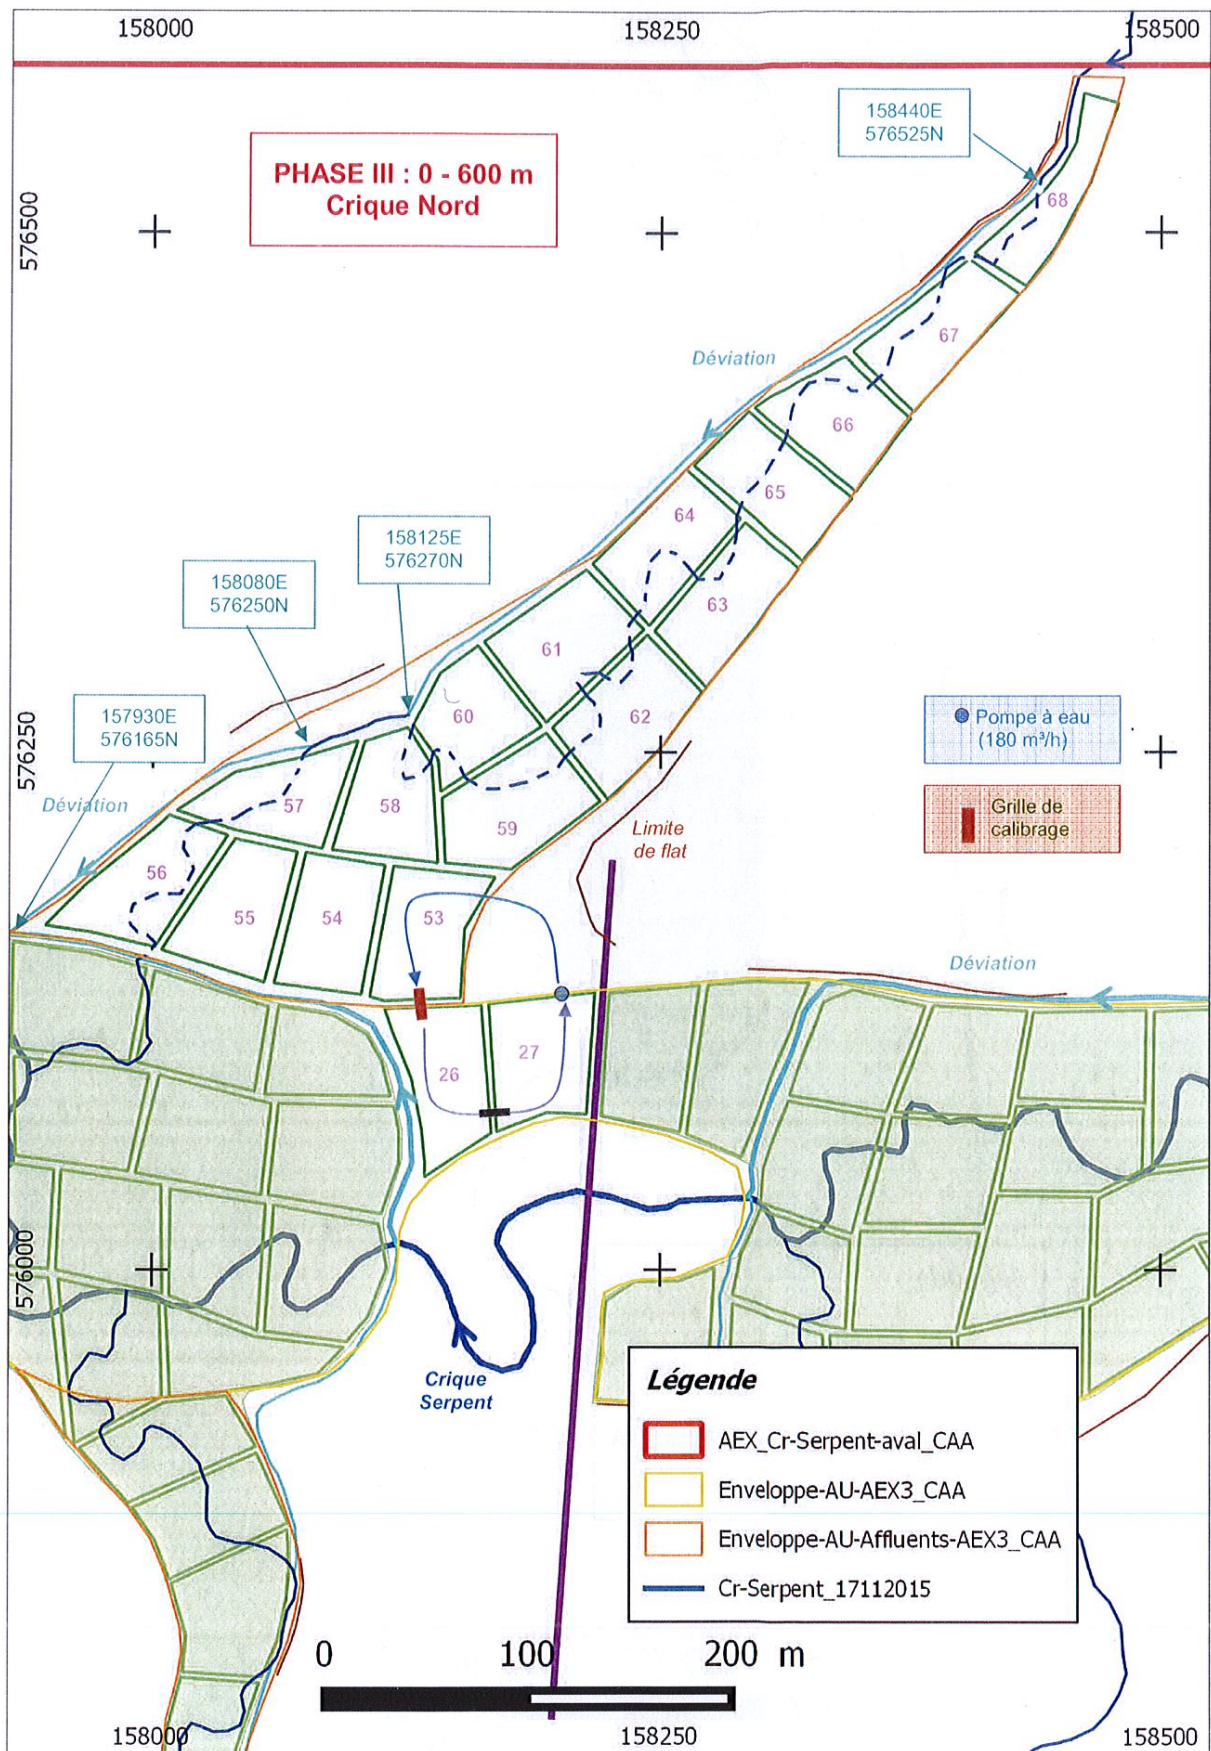 158000
158250
158500
158440E
576525N
PHASE III : 0 - 600 m
Crique Nord
576500
68
67
Déviation
66
65
64
158125E
576270N
158080E
576250N
63
61
62
60
157930E
576165N
576250
Pompe à eau
(180 m³/h)
Déviation
57
58
59
Grille de
calibrage
Limite
de flat
56
55
54
53
Déviation
27
26
576000
Crique
Serpent
Légende
AEX_Cr-Serpent-aval_CAA
Enveloppe-AU-AEX3_CAA
Enveloppe-AU-Affluents-AEX3_CAA
Cr-Serpent_17112015
0 100 200 m
158000
158250
158500